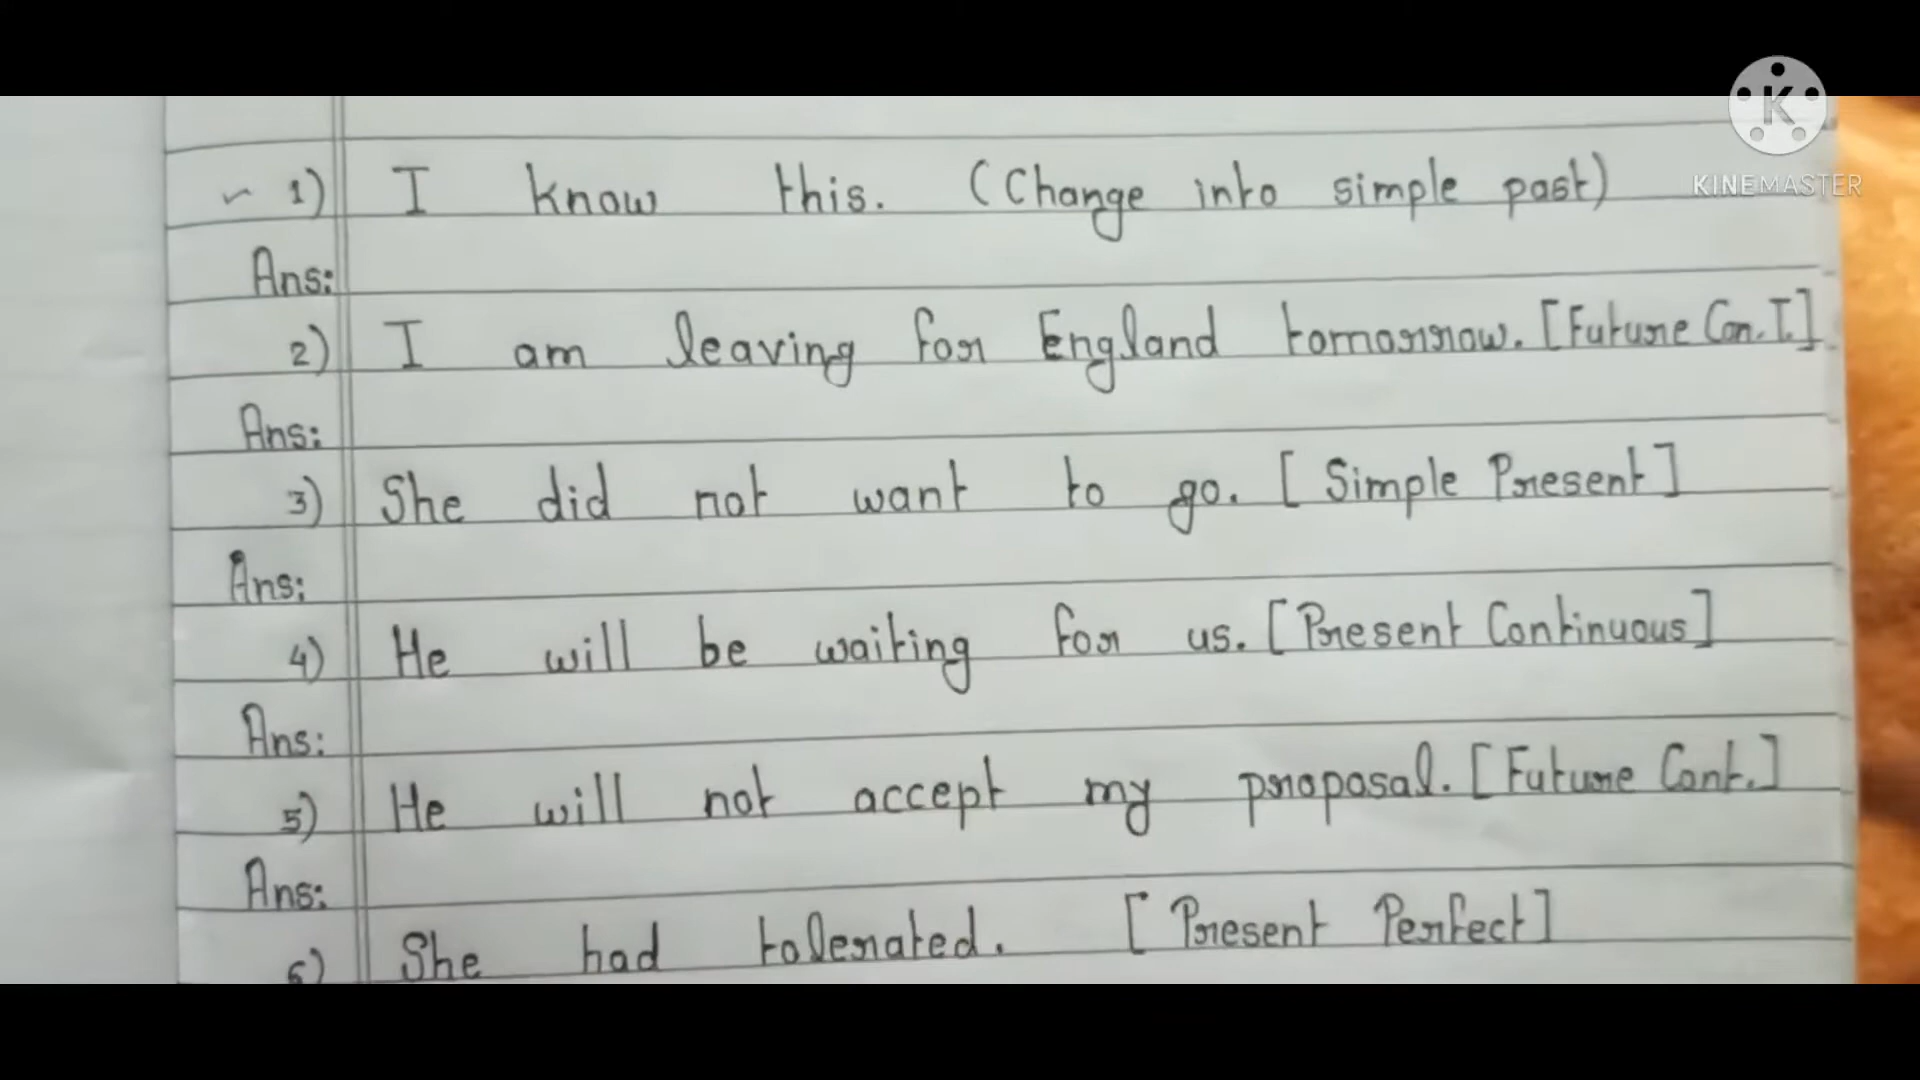 1) I know this. (Change into simple past)
Ans:
2) I am leaving for England tomorrow. [Future Con. T.]
Ans:
3) She did not want to go. [Simple Present]
Ans:
4) He will be waiting for us. [Present Continuous]
Ans:
5) He will not accept my proposal. [Future Cont.]
Ans:
6) She had tolerated. [Present Perfect]
K
KINEMASTER